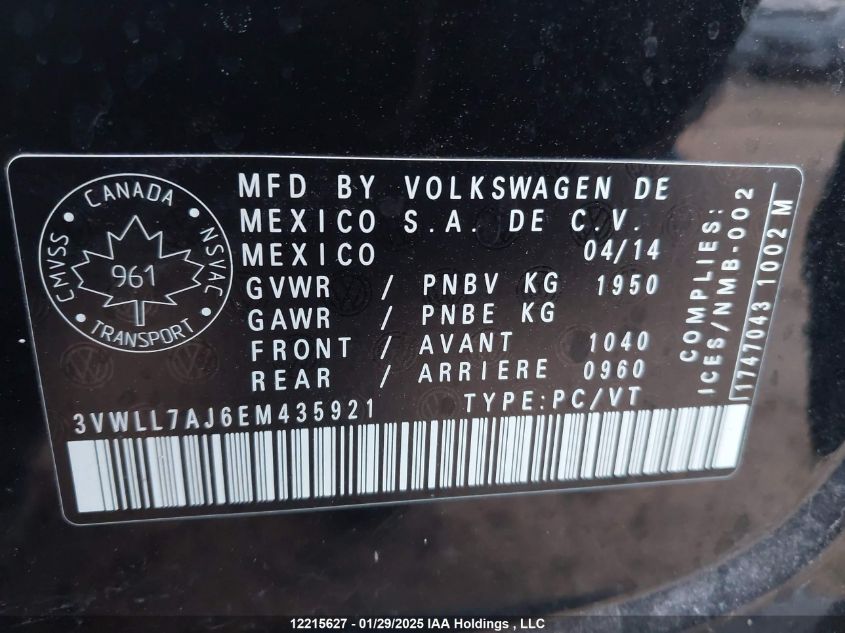 CANADA
CMVSS
NSVAC
961
TRANSPORT
MFD BY VOLKSWAGEN DE
MEXICO S.A. DE C.V.
MEXICO 04/14
GVWR / PNBV KG 1950
GAWR / PNBE KG
FRONT / AVANT 1040
REAR / ARRIERE 0960
3VWLL7AJ6EM435921 TYPE:PC/VT
COMPLIES:
ICES/NMB-002
1747043 1002 M
12215627 - 01/29/2025 IAA Holdings , LLC